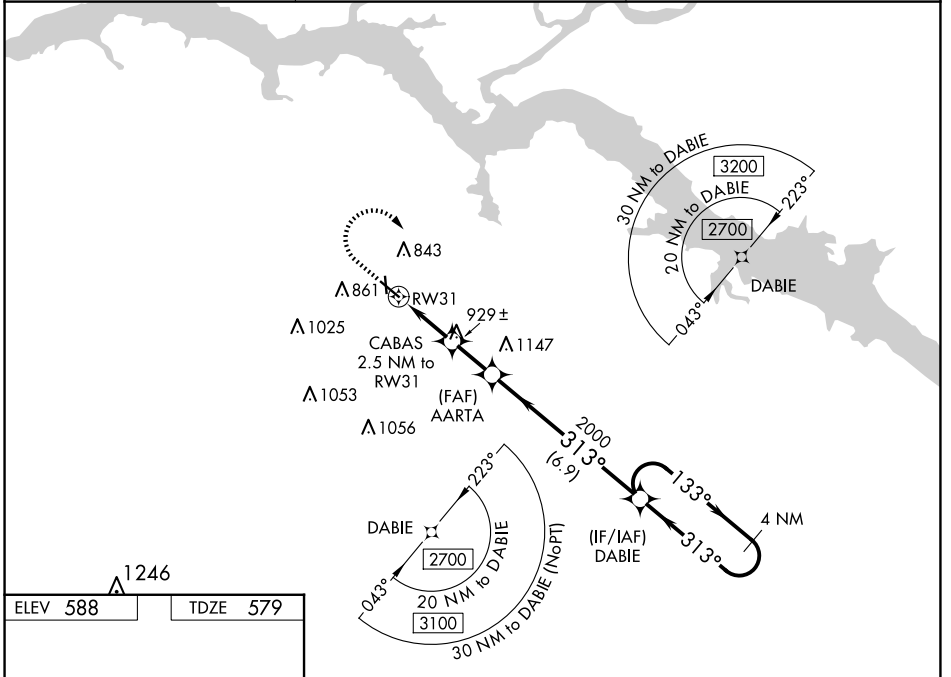 30 NM to DABIE
3200
20 NM to DABIE
2700
223°
DABIE
043°
843
861
RW31
929±
1025
CABAS
2.5 NM to
RW31
1147
(FAF)
AARTA
1053
1056
2000
313°
(6.9)
133°
4 NM
313°
(IF/IAF)
DABIE
223°
DABIE
2700
20 NM to DABIE
043°
3100
30 NM to DABIE (NoPT)
1246
ELEV 588
TDZE 579